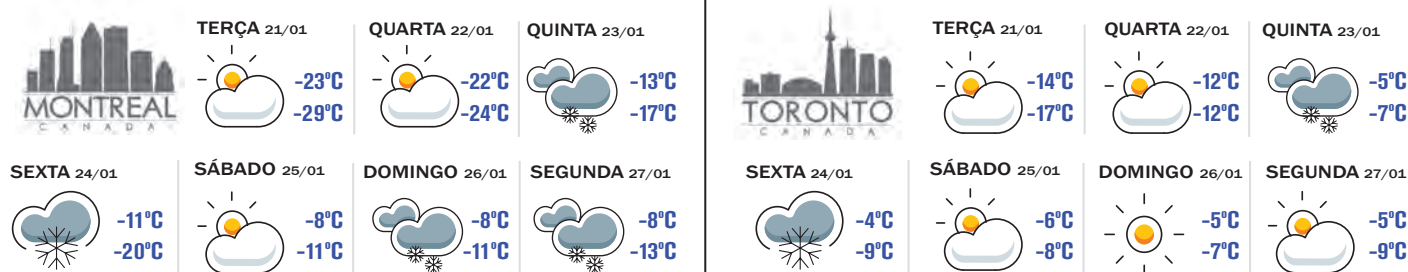 MONTREAL
CANADA
TERÇA 21/01
-23ºC
-29ºC
QUARTA 22/01
-22ºC
-24ºC
QUINTA 23/01
-13ºC
-17ºC
SEXTA 24/01
-11ºC
-20ºC
SÁBADO 25/01
-8ºC
-11ºC
DOMINGO 26/01
-8ºC
-11ºC
SEGUNDA 27/01
-8ºC
-13ºC
TORONTO
CANADA
TERÇA 21/01
-14ºC
-17ºC
QUARTA 22/01
-12ºC
-12ºC
QUINTA 23/01
-5ºC
-7ºC
SEXTA 24/01
-4ºC
-9ºC
SÁBADO 25/01
-6ºC
-8ºC
DOMINGO 26/01
-5ºC
-7ºC
SEGUNDA 27/01
-5ºC
-9ºC